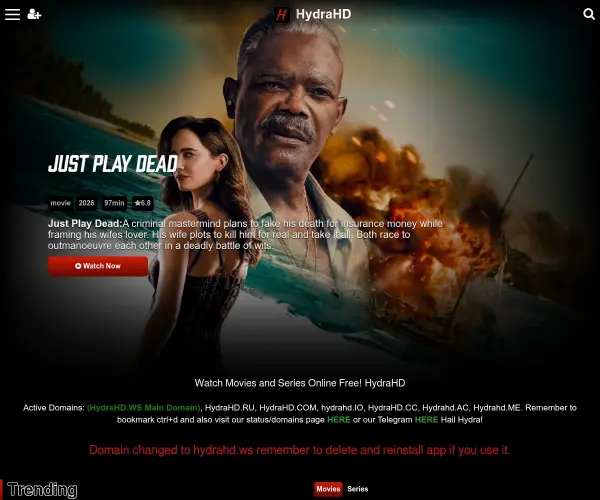 HydraHD
JUST PLAY DEAD
movie 2026 97min ★6.8
Just Play Dead:A criminal mastermind plans to fake his death for insurance money while
framing his wifes lover. His wife plots to kill him for real and take it all. Both race to
outmanoeuvre each other in a deadly battle of wits.
Watch Now
Watch Movies and Series Online Free! HydraHD
Active Domains: (HydraHD.WS Main Domain), HydraHD.RU, HydraHD.COM, hydrahd.IO, HydraHD.CC, Hydrahd.AC, Hydrahd.ME. Remember to
bookmark ctrl+d and also visit our status/domains page HERE or our Telegram HERE Hail Hydra!
Domain changed to hydrahd.ws remember to delete and reinstall app if you use it.
Trending
Movies Series